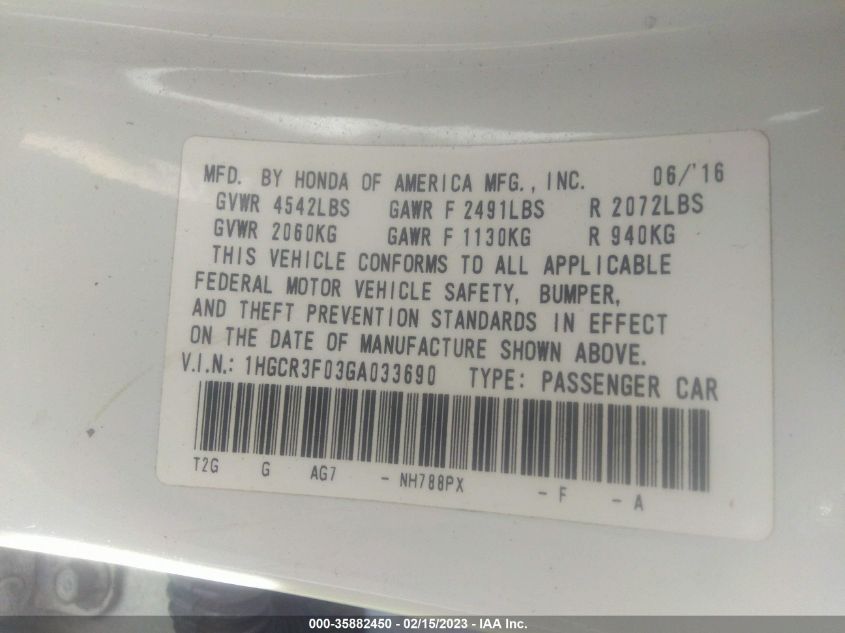 MFD. BY HONDA OF AMERICA MFG., INC. 06/'16
GVWR 4542LBS GAWR F 2491LBS R 2072LBS
GVWR 2060KG GAWR F 1130KG R 940KG
THIS VEHICLE CONFORMS TO ALL APPLICABLE
FEDERAL MOTOR VEHICLE SAFETY, BUMPER,
AND THEFT PREVENTION STANDARDS IN EFFECT
ON THE DATE OF MANUFACTURE SHOWN ABOVE.
V.I.N.: 1HGCR3F03GA033690 TYPE: PASSENGER CAR
T2G G AG7 - NH788PX - F - A
000-35882450 - 02/15/2023 - IAA Inc.